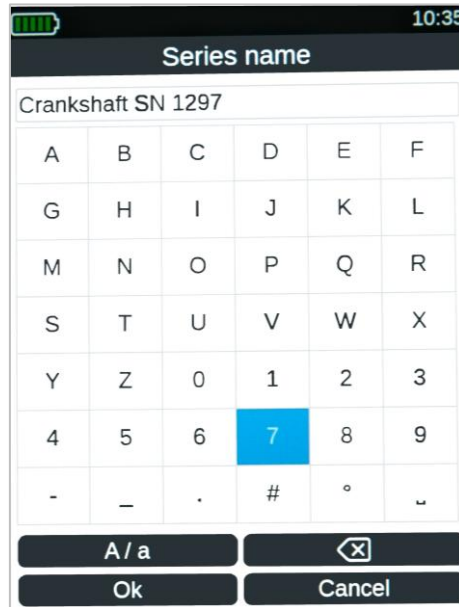 10:35
Series name
Crankshaft SN 1297
A B C D E F
G H I J K L
M N O P Q R
S T U V W X
Y Z 0 1 2 3
4 5 6 7 8 9
- _ . # ° ⎵
A / a
Ok Cancel